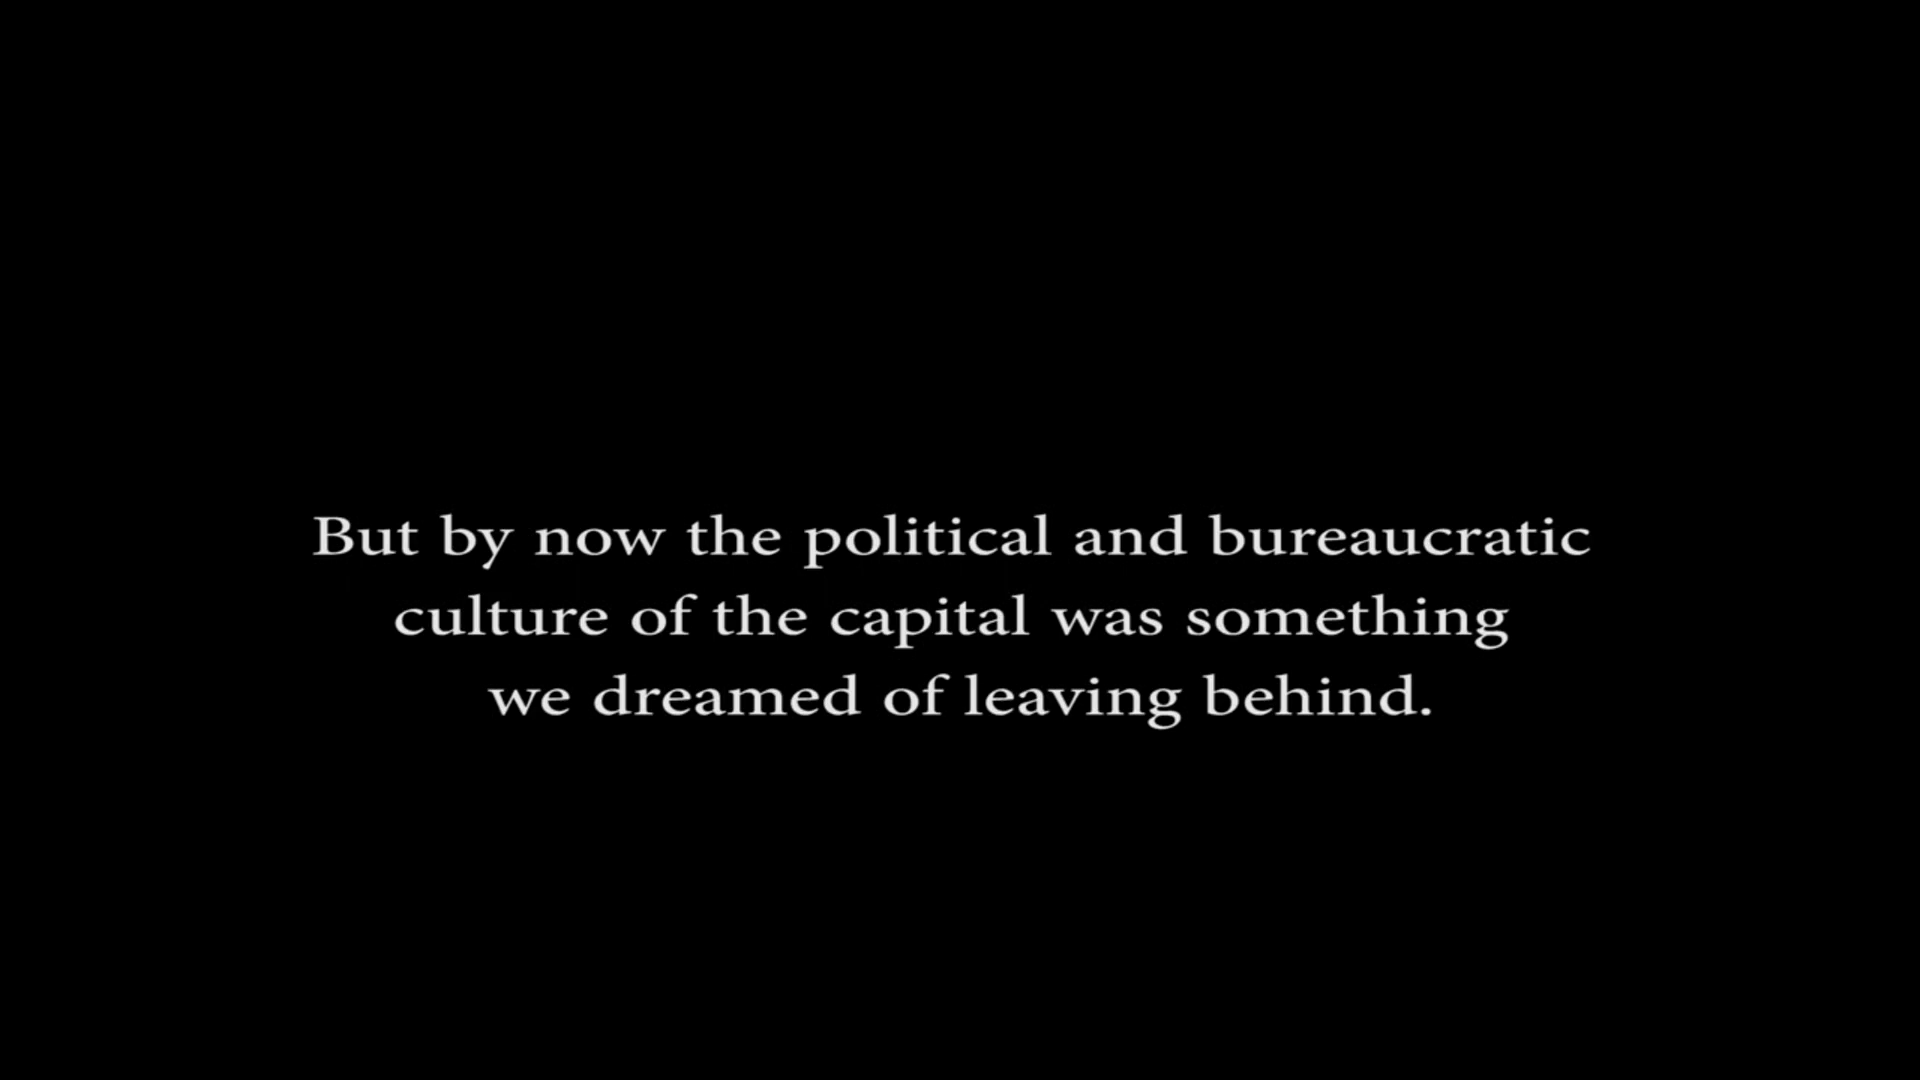 But by now the political and bureaucratic
culture of the capital was something
we dreamed of leaving behind.